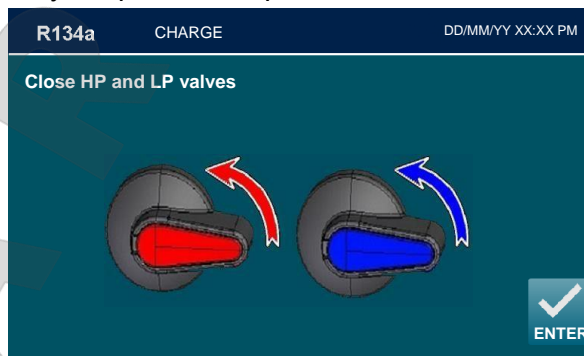 R134a CHARGE DD/MM/YY XX:XX PM
Close HP and LP valves
ENTER